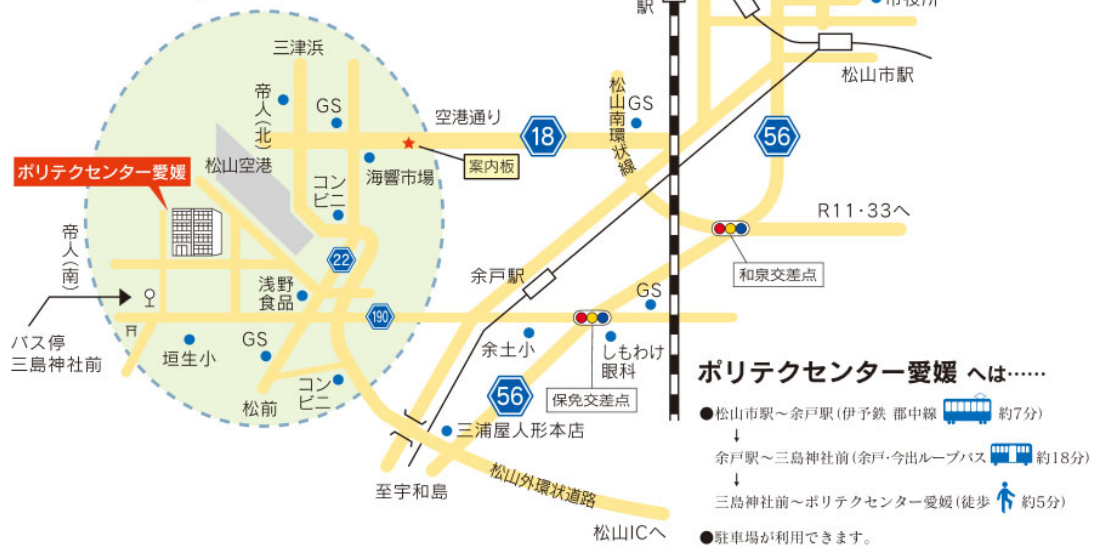 駅
市役所
松山市駅
三津浜
帝人(北)
GS
空港通り
18
松山南環状線
GS
56
松山空港
案内板
ポリテクセンター愛媛
海響市場
コン
ビニ
R11・33へ
帝人(南)
22
和泉交差点
余戸駅
浅野
食品
GS
190
バス停
三島神社前
垣生小
GS
余土小
しもわけ
眼科
コン
ビニ
松前
56
保免交差点
三浦屋人形本店
至宇和島
松山外環状道路
松山ICへ
ポリテクセンター愛媛 へは……
●松山市駅〜余戸駅(伊予鉄 郡中線 約7分)
↓
余戸駅〜三島神社前(余戸・今出ループバス 約18分)
↓
三島神社前〜ポリテクセンター愛媛(徒歩 約5分)
●駐車場が利用できます。